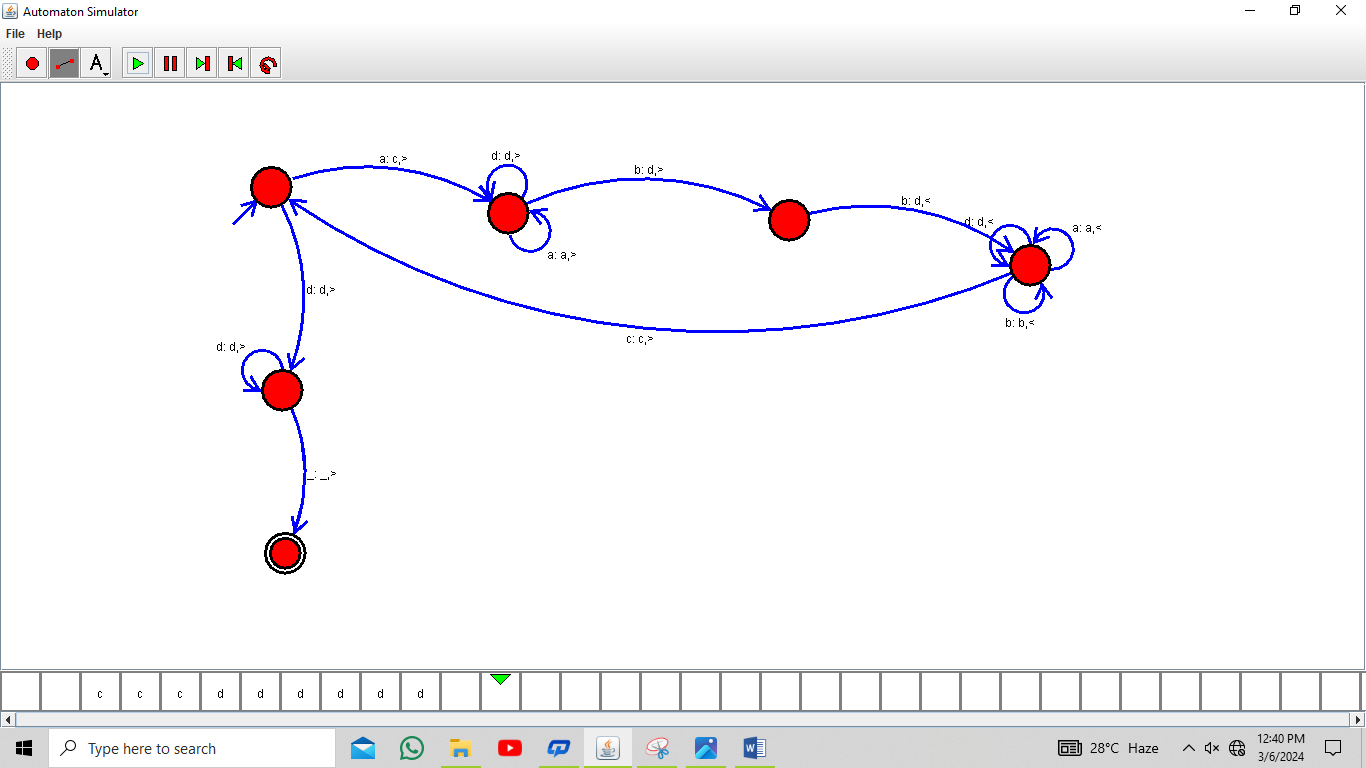 Automaton Simulator
File Help
A
a: c,>
d: d,>
b: d,>
b: d,<
d: d,<
a: a,<
a: a,>
d: d,>
b: b,<
c: c,>
d: d,>
_: _,>
c c c d d d d d d
Type here to search
28°C Haze
12:40 PM
3/6/2024